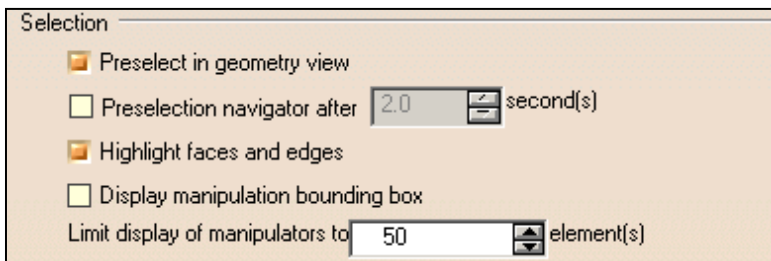 Selection
Preselect in geometry view
Preselection navigator after 2.0 second(s)
Highlight faces and edges
Display manipulation bounding box
Limit display of manipulators to 50 element(s)